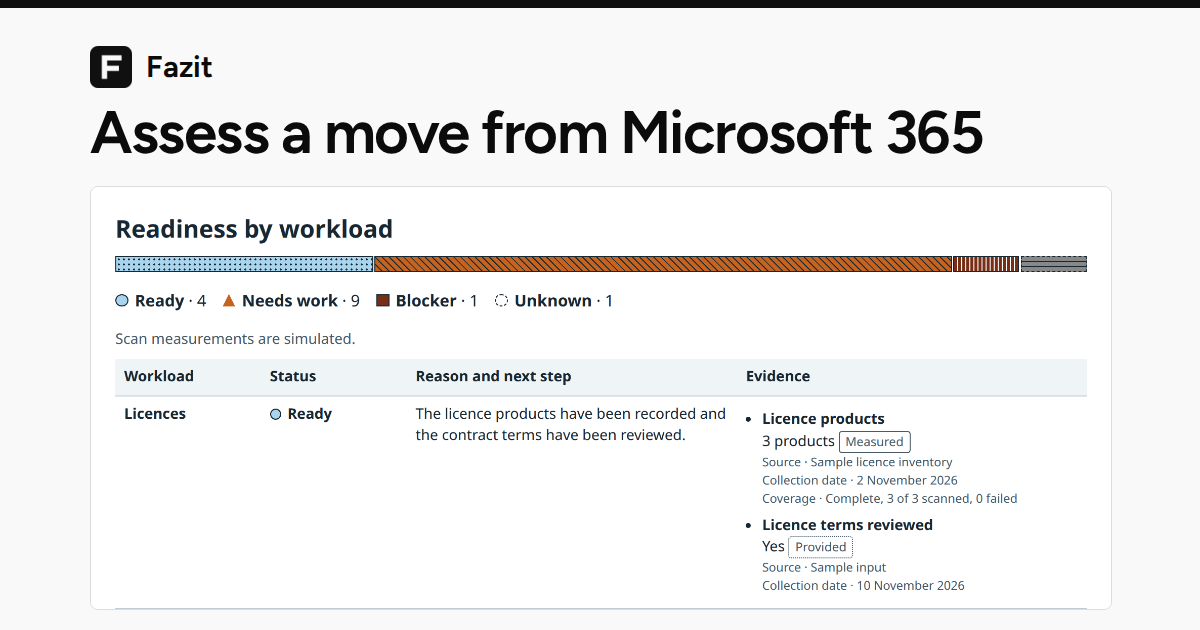 F Fazit
Assess a move from Microsoft 365
Readiness by workload
Ready · 4 Needs work · 9 Blocker · 1 Unknown · 1
Scan measurements are simulated.
Workload Status Reason and next step Evidence
Licences Ready The licence products have been recorded and
the contract terms have been reviewed.
• Licence products
3 products Measured
Source · Sample licence inventory
Collection date · 2 November 2026
Coverage · Complete, 3 of 3 scanned, 0 failed
• Licence terms reviewed
Yes Provided
Source · Sample input
Collection date · 10 November 2026